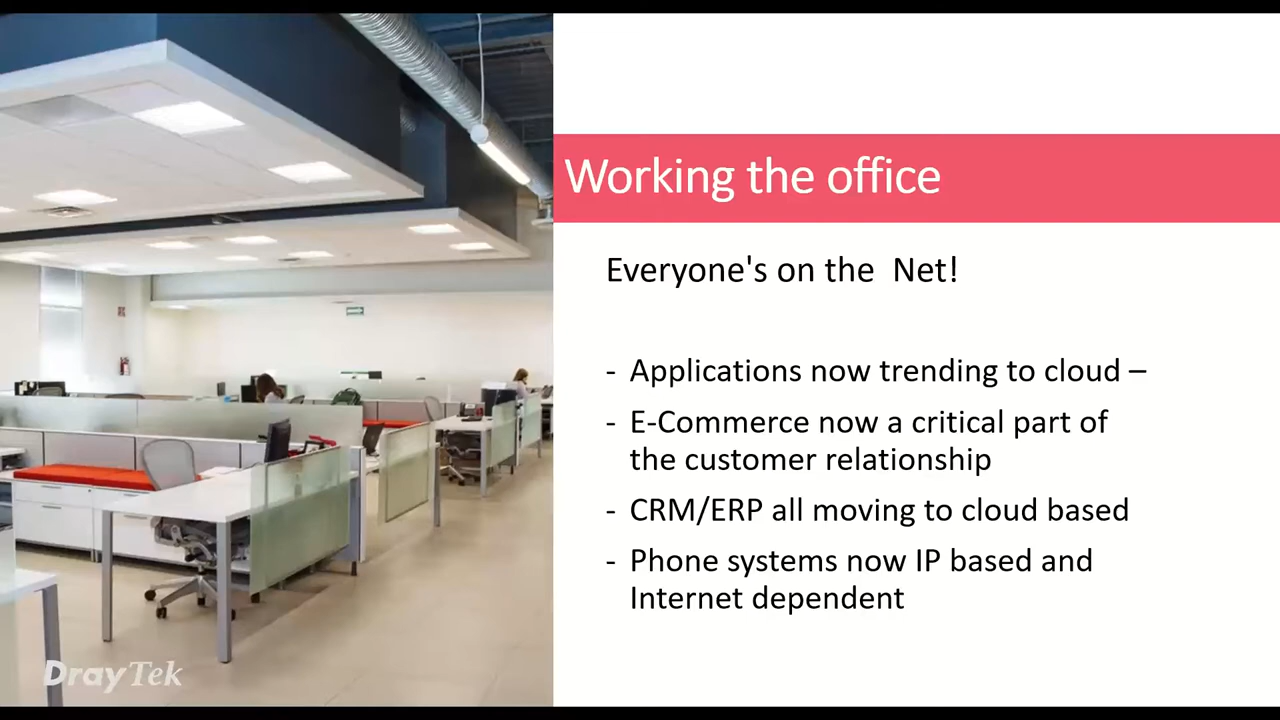 Working the office
Everyone's on the  Net!
- Applications now trending to cloud –
- E-Commerce now a critical part of
the customer relationship
- CRM/ERP all moving to cloud based
- Phone systems now IP based and
Internet dependent
DrayTek